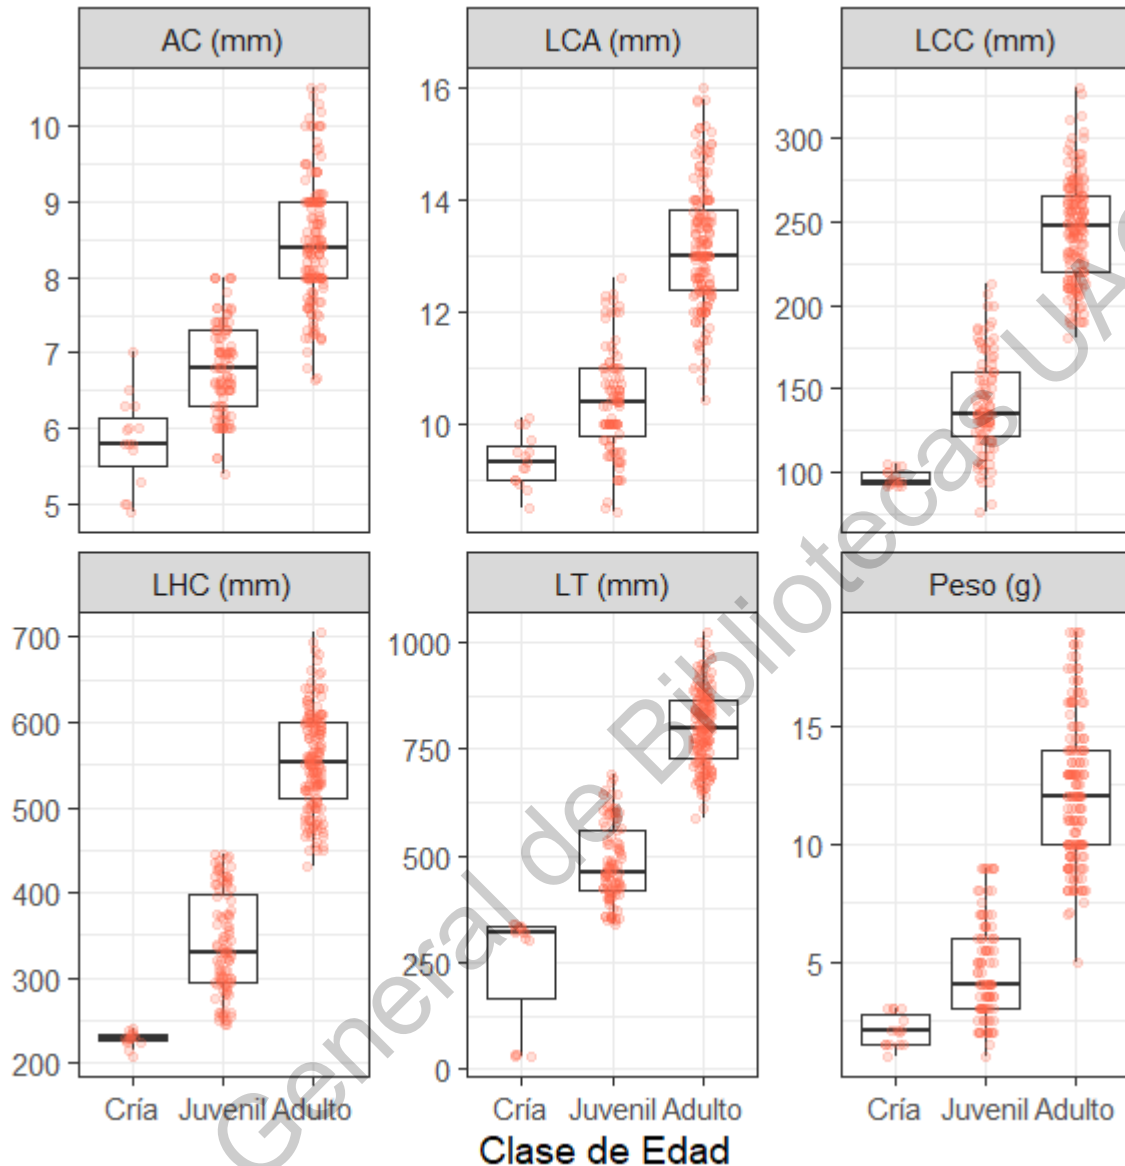 AC (mm) LCA (mm) LCC (mm)
10 16 300
9 14 250
8 12 200
7 10 150
6 100
5
LHC (mm) LT (mm) Peso (g)
700 1000 15
600 750 10
500 500 5
400 250
300 0
200
Cría Juvenil Adulto Cría Juvenil Adulto Cría Juvenil Adulto
Clase de Edad
General de Bibliotecas